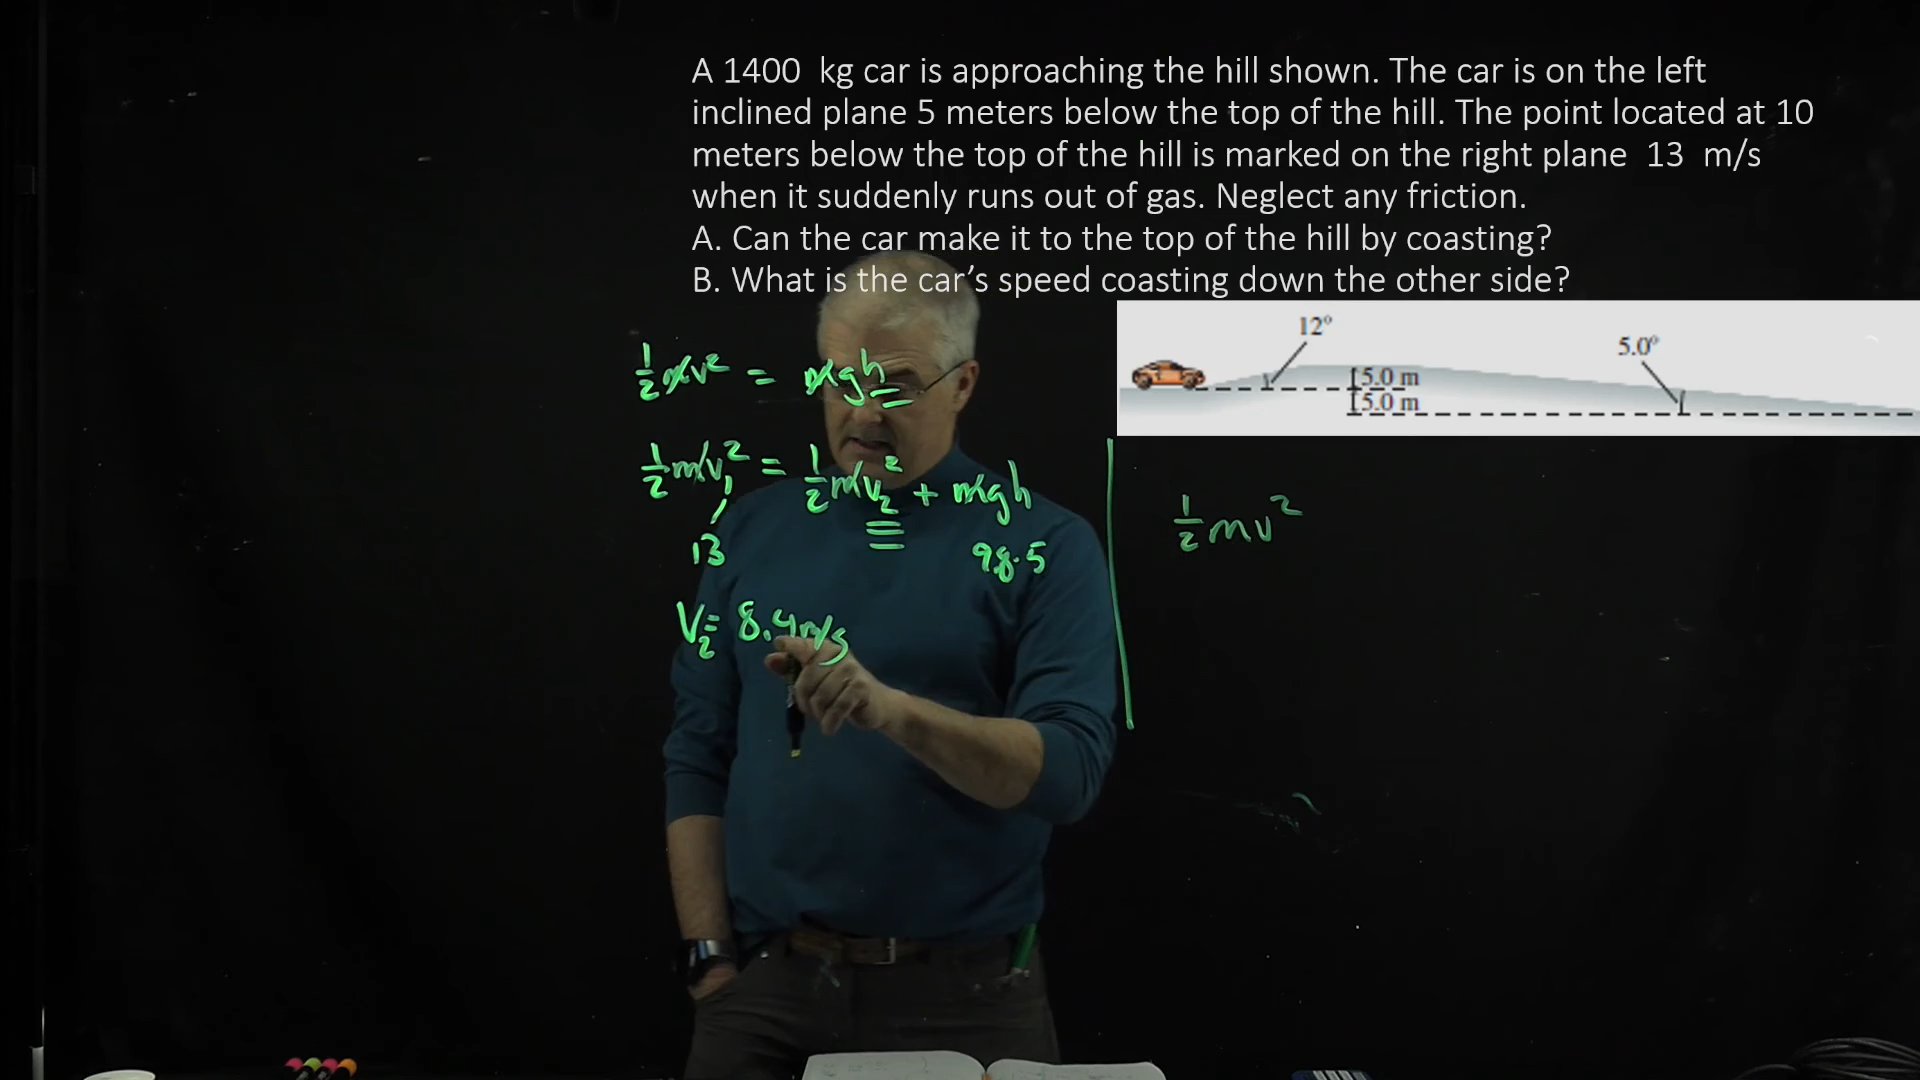 A 1400 kg car is approaching the hill shown. The car is on the left
inclined plane 5 meters below the top of the hill. The point located at 10
meters below the top of the hill is marked on the right plane 13 m/s
when it suddenly runs out of gas. Neglect any friction.
A. Can the car make it to the top of the hill by coasting?
B. What is the car’s speed coasting down the other side?
12°
5.0°
5.0 m
5.0 m
½mv² = mgh
½mv₁² = ½mv₂² + mgh
13
9.8·5
V₂= 8.4m/s
½mv²